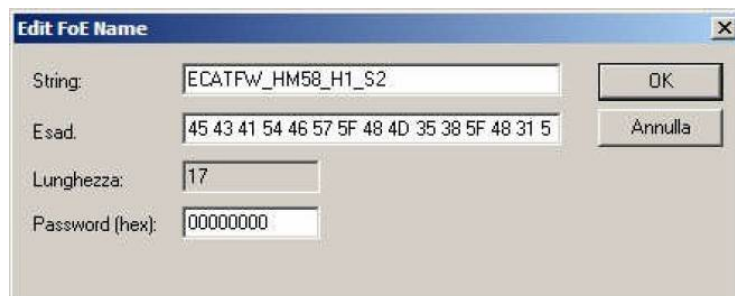 Edit FoE Name
String: ECATFW_HM58_H1_S2 OK
Esad. 45 43 41 54 46 57 5F 48 4D 35 38 5F 48 31 5 Annulla
Lunghezza: 17
Password (hex): 00000000